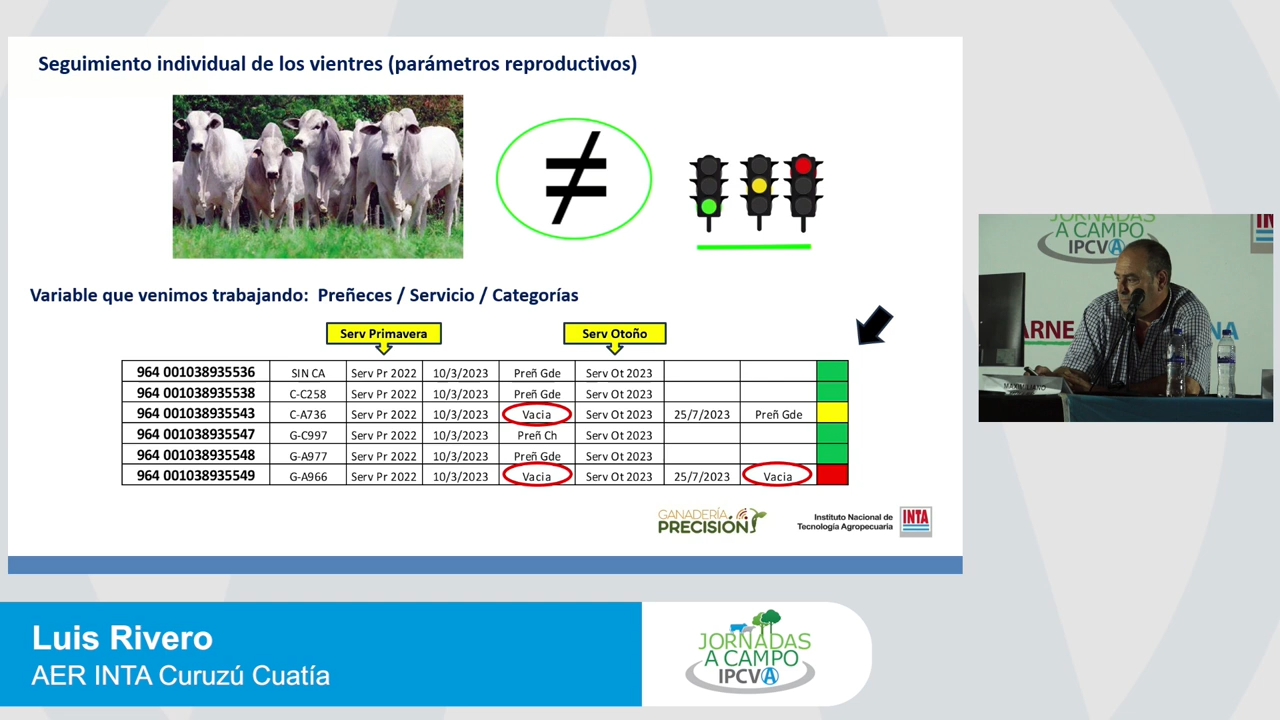 Seguimiento individual de los vientres (parámetros reproductivos)
Variable que venimos trabajando: Preñeces / Servicio / Categorías
Serv Primavera
Serv Otoño
964 001038935536 SIN CA Serv Pr 2022 10/3/2023 Preñ Gde Serv Ot 2023
964 001038935538 C-C258 Serv Pr 2022 10/3/2023 Preñ Gde Serv Ot 2023
964 001038935543 C-A736 Serv Pr 2022 10/3/2023 Vacia Serv Ot 2023 25/7/2023 Preñ Gde
964 001038935547 G-C997 Serv Pr 2022 10/3/2023 Preñ Ch Serv Ot 2023
964 001038935548 G-A977 Serv Pr 2022 10/3/2023 Preñ Gde Serv Ot 2023
964 001038935549 G-A966 Serv Pr 2022 10/3/2023 Vacia Serv Ot 2023 25/7/2023 Vacia
GANADERÍA
PRECISIÓN
Instituto Nacional de
Tecnología Agropecuaria
INTA
JORNADAS
A CAMPO
IPCVA
ARNE
NA
MAXIMILIANO
Luis Rivero
AER INTA Curuzú Cuatía
JORNADAS
A CAMPO
IPCVA